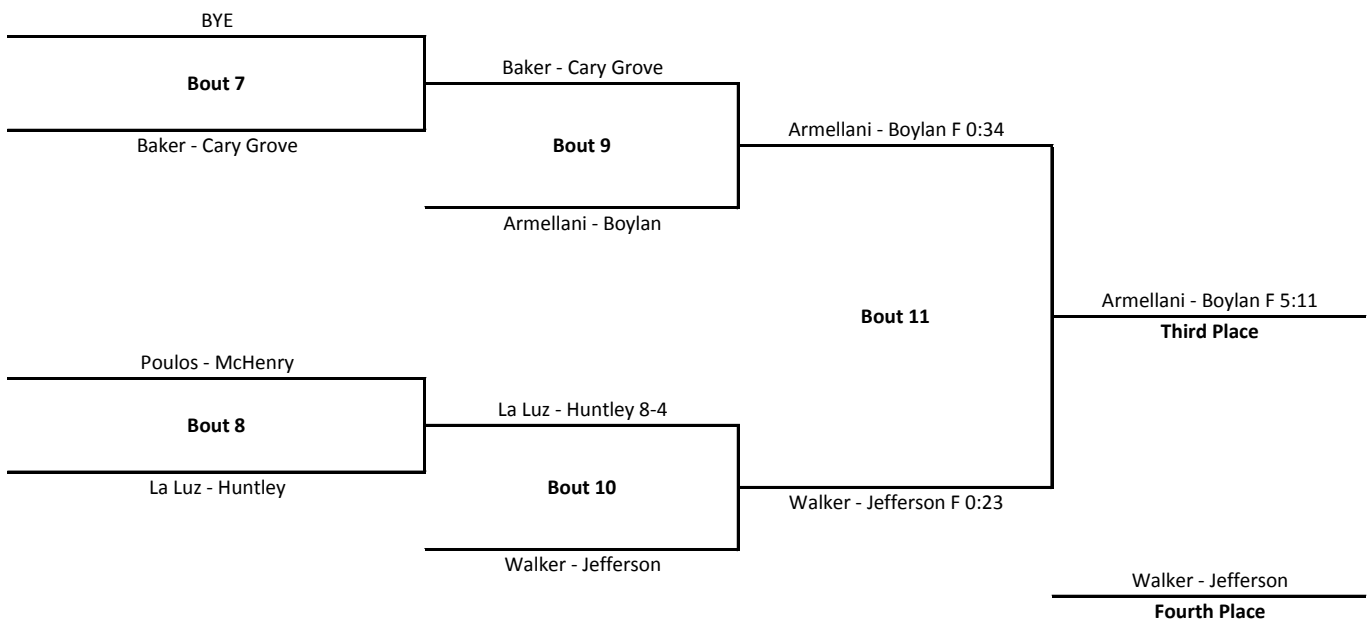 BYE
Bout 7
Baker - Cary Grove
Baker - Cary Grove
Bout 9
Armellani - Boylan
Armellani - Boylan F 0:34
Bout 11
Armellani - Boylan F 5:11
Third Place
Poulos - McHenry
Bout 8
La Luz - Huntley
La Luz - Huntley 8-4
Bout 10
Walker - Jefferson
Walker - Jefferson F 0:23
Walker - Jefferson
Fourth Place